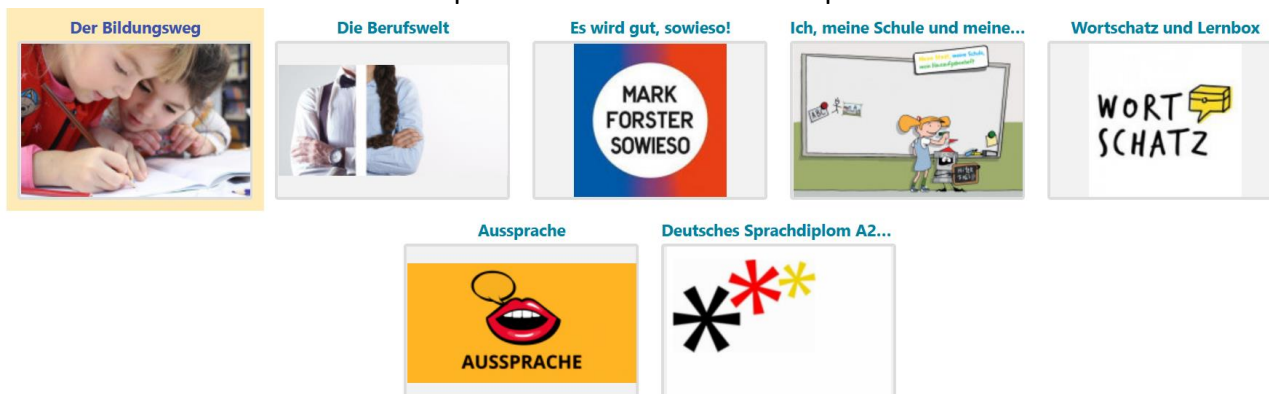 Der Bildungsweg
Die Berufswelt
Es wird gut, sowieso!
Ich, meine Schule und meine...
Wortschatz und Lernbox
MARK
FORSTER
SOWIESO
ABC
WORT
SCHATZ
Aussprache
Deutsches Sprachdiplom A2...
AUSSPRACHE